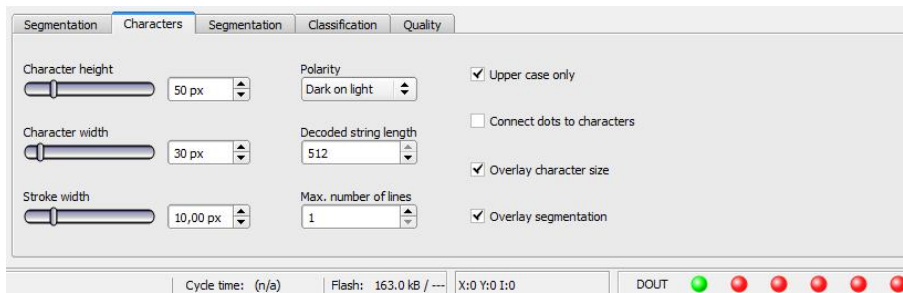 Segmentation Characters Segmentation Classification Quality
Character height
50 px
Polarity
Dark on light
Upper case only
Connect dots to characters
Character width
30 px
Decoded string length
512
Overlay character size
Stroke width
10,00 px
Max. number of lines
1
Overlay segmentation
Cycle time: (n/a) Flash: 163.0 kB / --- X:0 Y:0 I:0 DOUT